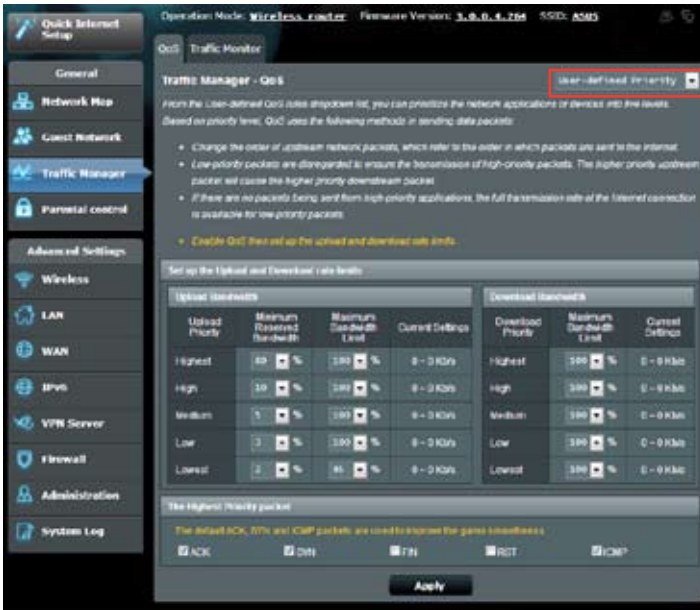 Quick Internet
Setup
Operation Mode: Wireless router Firmware Version: 3.0.0.4.264 SSID: ASUS
QoS Traffic Monitor
General
Network Map
Guest Network
Traffic Manager
Parental control
Advanced Settings
Wireless
LAN
WAN
IPv6
VPN Server
Firewall
Administration
System Log
Traffic Manager - QoS
User-defined Priority
From the User-defined QoS rules dropdown list, you can prioritize the network applications or devices into five levels.
Based on priority level, QoS uses the following methods in sending data packets:
• Change the order of upstream network packets, which refer to the order in which packets are sent to the Internet.
• Low-priority packets are disregarded to ensure the transmission of high-priority packets. The higher priority upstream
packet will cause the higher priority downstream packet
• If there are no packets being sent from high-priority applications, the full transmission rate of the Internet connection
is available for low-priority packets
• Enable QoS then set up the upload and download rate limits.
Set up the Upload and Download rate limits
Upload Bandwidth
Upload Priority Minimum Reserved Bandwidth Maximum Bandwidth Limit Current Settings
Highest 80 % 100 % 0 ~ 0 Kb/s
High 10 % 100 % 0 ~ 0 Kb/s
Medium 5 % 100 % 0 ~ 0 Kb/s
Low 3 % 100 % 0 ~ 0 Kb/s
Lowest 2 % % 0 ~ 0 Kb/s
Download Bandwidth
Download Priority Maximum Bandwidth Limit Current Settings
Highest 100 % 0 ~ 0 Kb/s
High 100 % 0 ~ 0 Kb/s
Medium 100 % 0 ~ 0 Kb/s
Low 100 % 0 ~ 0 Kb/s
Lowest 100 % 0 ~ 0 Kb/s
The Highest Priority packet
The default ACK, SYN and ICMP packets are used to improve the game smoothness
ACK SYN FIN RST ICMP
Apply